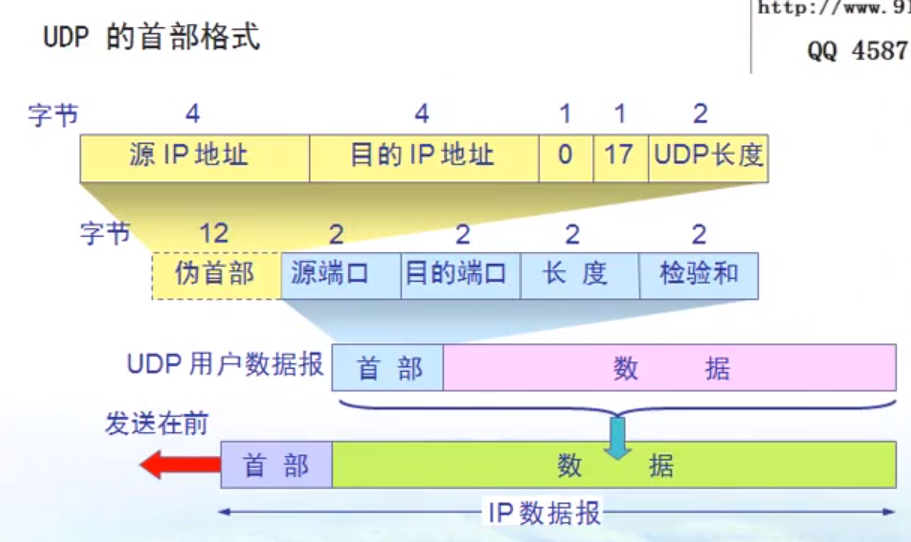 http://www.91
UDP 的首部格式
QQ 4587
字节 4 4 1 1 2
源 IP 地址 目的 IP 地址 0 17 UDP长度
字节 12 2 2 2 2
伪首部 源端口 目的端口 长 度 检验和
UDP 用户数据报 首 部 数 据
发送在前
首 部 数 据
IP 数据报